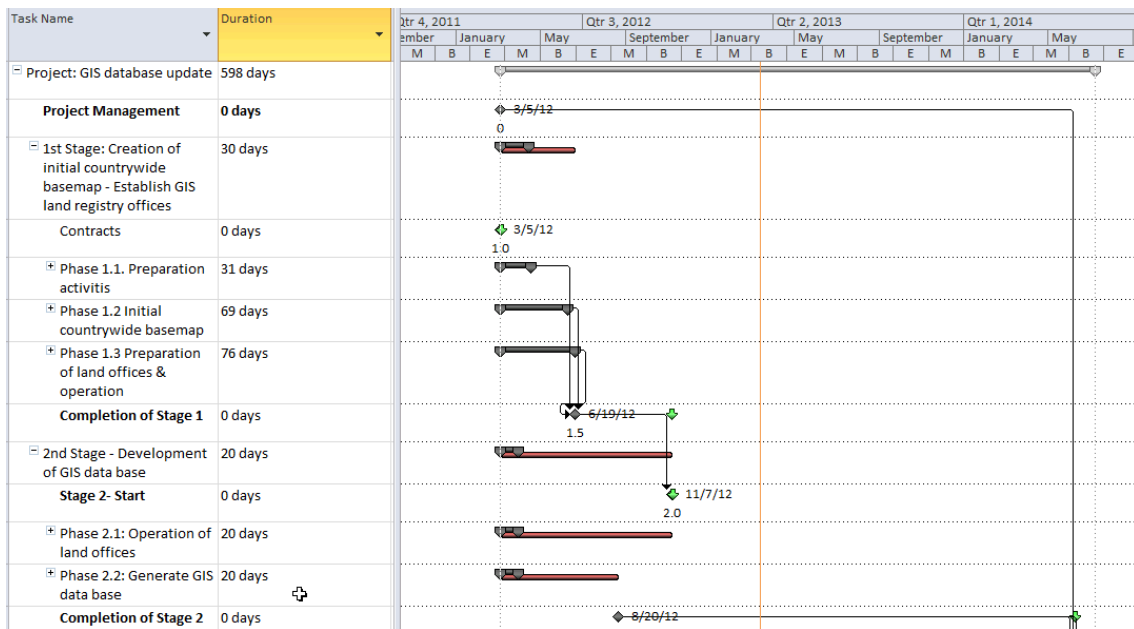 Task Name
Duration
Qtr 4, 2011
Qtr 3, 2012
Qtr 2, 2013
Qtr 1, 2014
ember
January
May
September
January
May
September
January
May
M B E M B E M B E M B E M B E M B E M B E
Project: GIS database update
598 days
Project Management
0 days
3/5/12
0
1st Stage: Creation of
initial countrywide
basemap - Establish GIS
land registry offices
30 days
Contracts
0 days
3/5/12
1.0
Phase 1.1. Preparation
activitis
31 days
Phase 1.2 Initial
countrywide basemap
69 days
Phase 1.3 Preparation
of land offices &
operation
76 days
Completion of Stage 1
0 days
6/19/12
1.5
2nd Stage - Development
of GIS data base
20 days
Stage 2- Start
0 days
11/7/12
2.0
Phase 2.1: Operation of
land offices
20 days
Phase 2.2: Generate GIS
data base
20 days
Completion of Stage 2
0 days
8/20/12